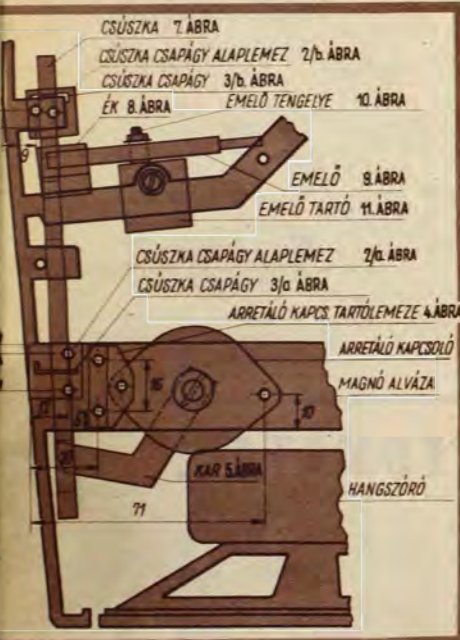 CSÚSZKA 7. ÁBRA
CSÚSZKA CSAPÁGY ALAPLEMEZ 2/b. ÁBRA
CSÚSZKA CSAPÁGY 3/b. ÁBRA
ÉK 8. ÁBRA
EMELŐ TENGELYE 10. ÁBRA
9
EMELŐ 9. ÁBRA
EMELŐ TARTÓ 11. ÁBRA
CSÚSZKA CSAPÁGY ALAPLEMEZ 2/a ÁBRA
CSÚSZKA CSAPÁGY 3/a ÁBRA
ARRETÁLÓ KAPCS. TARTÓLEMEZE 4. ÁBRA
ARRETÁLÓ KAPCSOLÓ
MAGNÓ ALVÁZA
16
10
KAR 5. ÁBRA
HANGSZÓRÓ
71